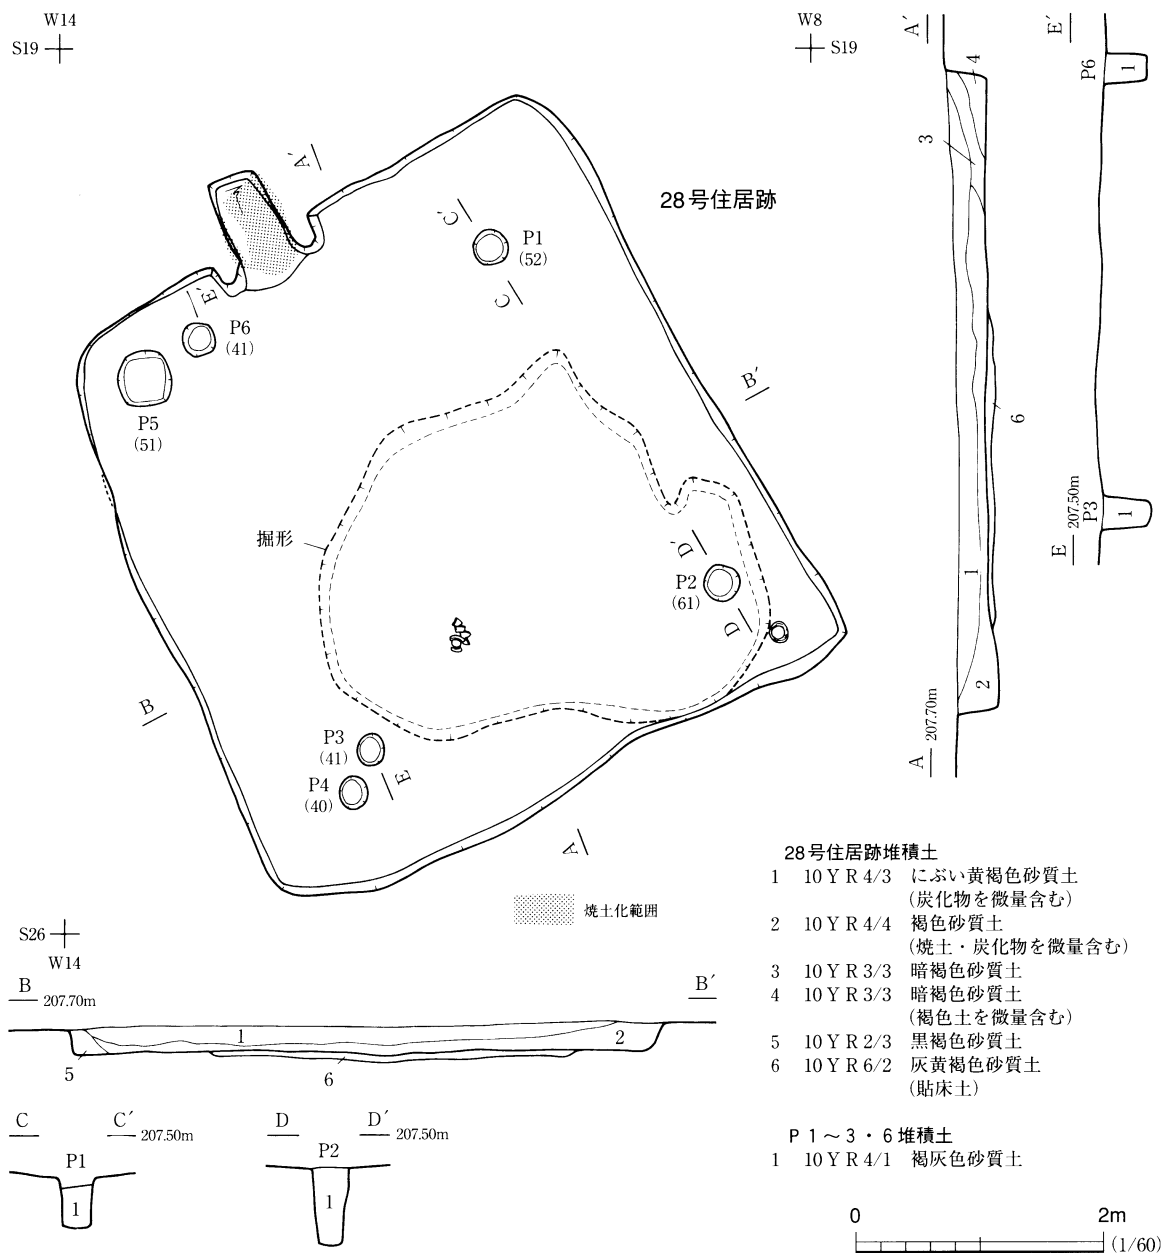 W14
S19
W8
S19
28号住居跡
A′
C′
P1
(52)
C
E′
P6
(41)
P5
(51)
B′
掘形
D′
P2
(61)
D
B
P3
(41)
P4
(40)
E
A
焼土化範囲
S26
W14
A′
4
3
6
1
2
A 207.70m
E′
P6
1
P3
1
E 207.50m
B 207.70m
B′
1
2
5
6
C
C′ 207.50m
P1
1
D
D′ 207.50m
P2
1
28号住居跡堆積土
1 10YR4/3 にぶい黄褐色砂質土
(炭化物を微量含む)
2 10YR4/4 褐色砂質土
(焼土・炭化物を微量含む)
3 10YR3/3 暗褐色砂質土
4 10YR3/3 暗褐色砂質土
(褐色土を微量含む)
5 10YR2/3 黒褐色砂質土
6 10YR6/2 灰黄褐色砂質土
(貼床土)
P1～3・6堆積土
1 10YR4/1 褐灰色砂質土
0 2m
(1/60)